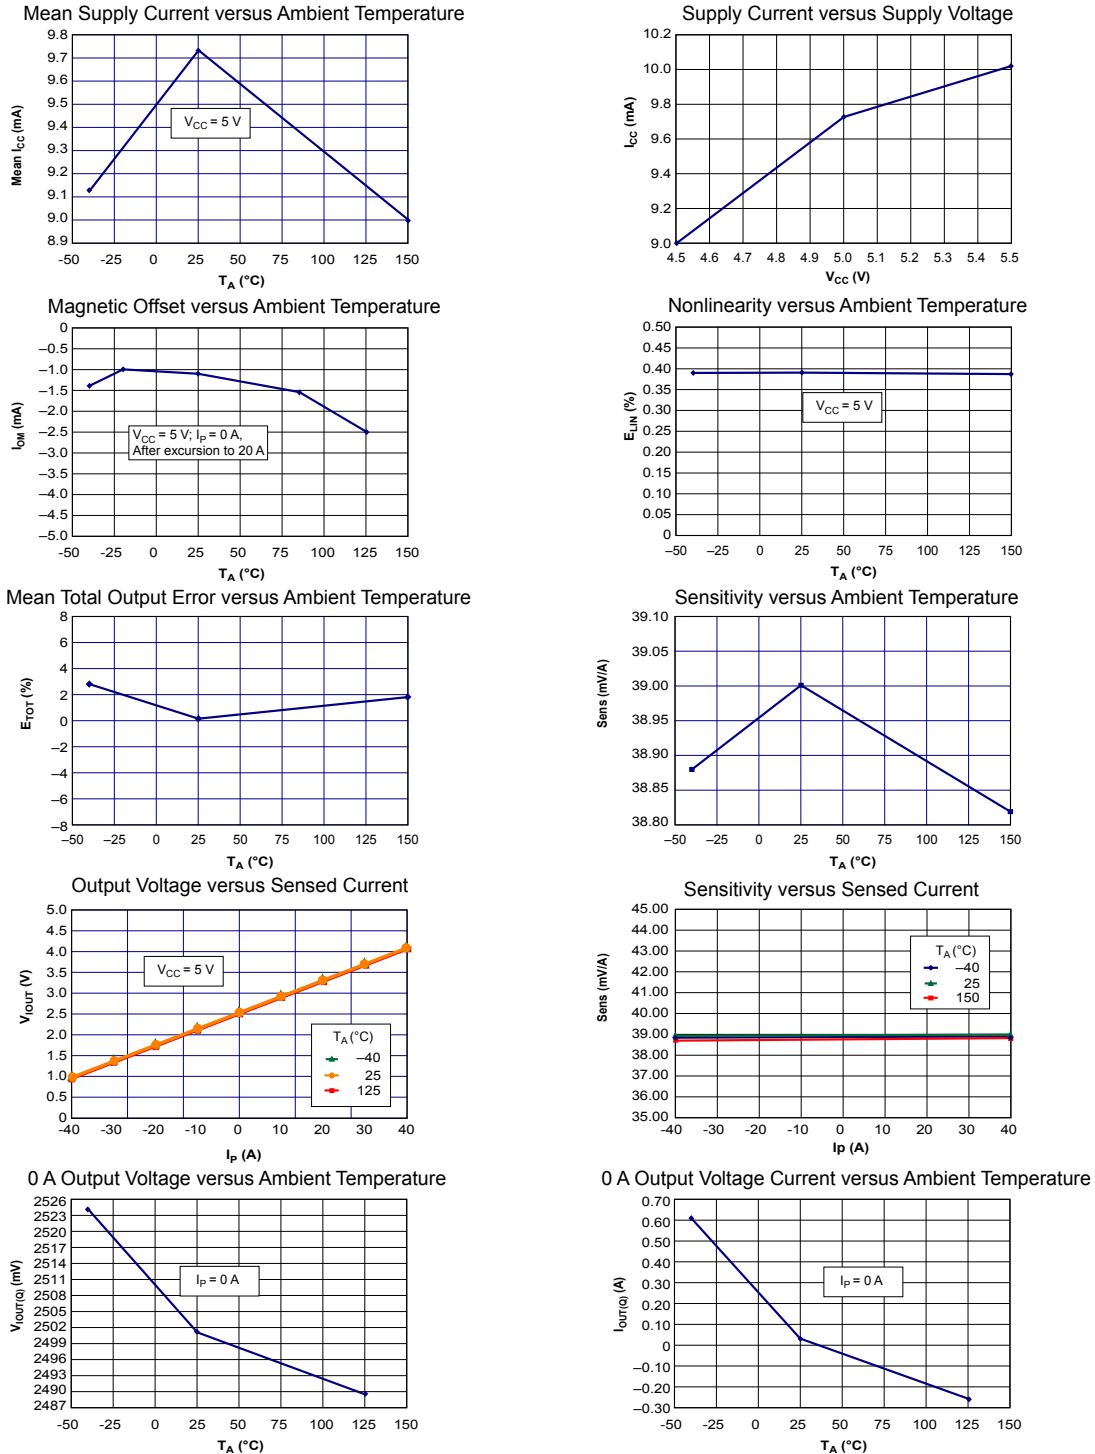 Mean Supply Current versus Ambient Temperature
9.8
9.7
9.6
9.5
9.4
9.3
9.2
9.1
9.0
8.9
Mean ICC (mA)
VCC = 5 V
-50 -25 0 25 50 75 100 125 150
TA (°C)
Supply Current versus Supply Voltage
10.2
10.0
9.8
9.6
9.4
9.2
9.0
ICC (mA)
4.5 4.6 4.7 4.8 4.9 5.0 5.1 5.2 5.3 5.4 5.5
VCC (V)
Magnetic Offset versus Ambient Temperature
0
–0.5
–1.0
–1.5
–2.0
–2.5
–3.0
–3.5
–4.0
–4.5
–5.0
IOM (mA)
VCC = 5 V; IP = 0 A,
After excursion to 20 A
-50 -25 0 25 50 75 100 125 150
TA (°C)
Nonlinearity versus Ambient Temperature
0.50
0.45
0.40
0.35
0.30
0.25
0.20
0.15
0.10
0.05
0
ELIN (%)
VCC = 5 V
–50 –25 0 25 50 75 100 125 150
TA (°C)
Mean Total Output Error versus Ambient Temperature
8
6
4
2
0
–2
–4
–6
–8
ETOT (%)
–50 –25 0 25 50 75 100 125 150
TA (°C)
Sensitivity versus Ambient Temperature
39.10
39.05
39.00
38.95
38.90
38.85
38.80
Sens (mV/A)
–50 –25 0 25 50 75 100 125 150
TA (°C)
Output Voltage versus Sensed Current
5.0
4.5
4.0
3.5
3.0
2.5
2.0
1.5
1.0
0.5
0
VIOUT (V)
VCC = 5 V
TA (°C)
–40
25
125
-40 -30 -20 -10 0 10 20 30 40
IP (A)
Sensitivity versus Sensed Current
45.00
44.00
43.00
42.00
41.00
40.00
39.00
38.00
37.00
36.00
35.00
Sens (mV/A)
TA (°C)
–40
25
150
-40 -30 -20 -10 0 10 20 30 40
Ip (A)
0 A Output Voltage versus Ambient Temperature
2526
2523
2520
2517
2514
2511
2508
2505
2502
2499
2496
2493
2490
2487
VIOUT(Q) (mV)
IP = 0 A
-50 -25 0 25 50 75 100 125 150
TA (°C)
0 A Output Voltage Current versus Ambient Temperature
0.70
0.60
0.50
0.40
0.30
0.20
0.10
0
–0.10
–0.20
–0.30
IOUT(Q) (A)
IP = 0 A
-50 -25 0 25 50 75 100 125 150
TA (°C)